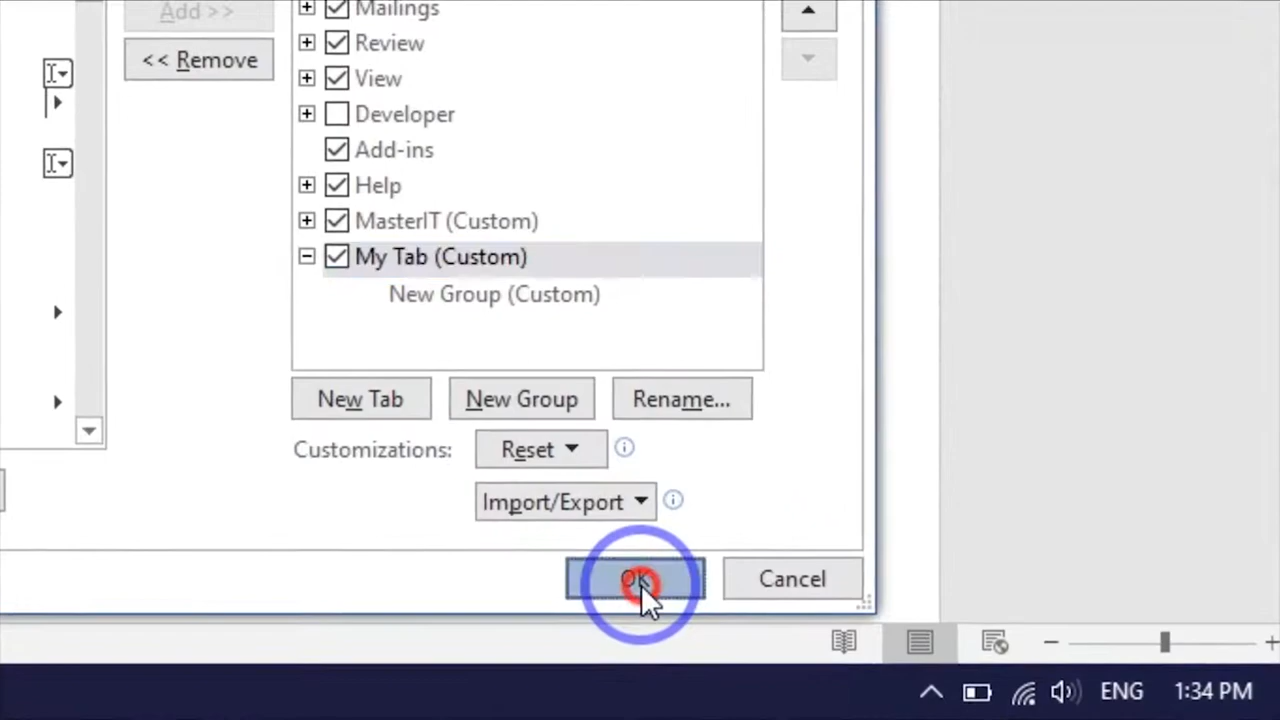 Add >>
Mailings
Review
<< Remove
View
Developer
Add-ins
Help
MasterIT (Custom)
My Tab (Custom)
New Group (Custom)
New Tab
New Group
Rename...
Customizations:
Reset
Import/Export
OK
Cancel
ENG
1:34 PM